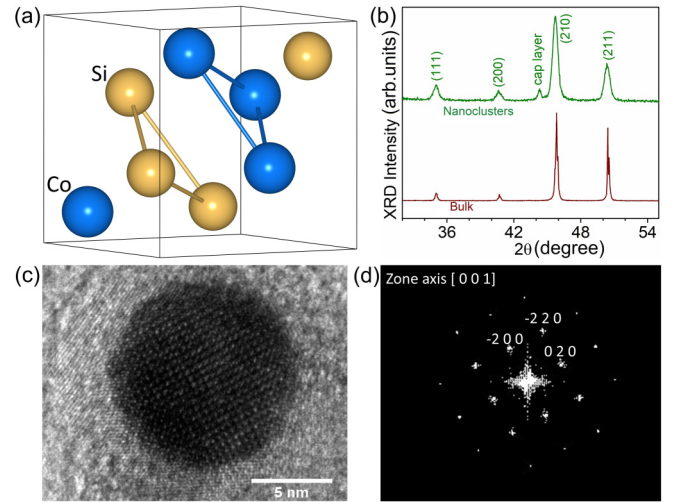 (a)
Si
Co
(b)
XRD Intensity (arb.units)
(111)
(200)
cap layer
(210)
(211)
Nanoclusters
Bulk
36 42 48 54
2θ (degree)
(c)
5 nm
(d)
Zone axis [ 0 0 1]
-2 2 0
-2 0 0
0 2 0